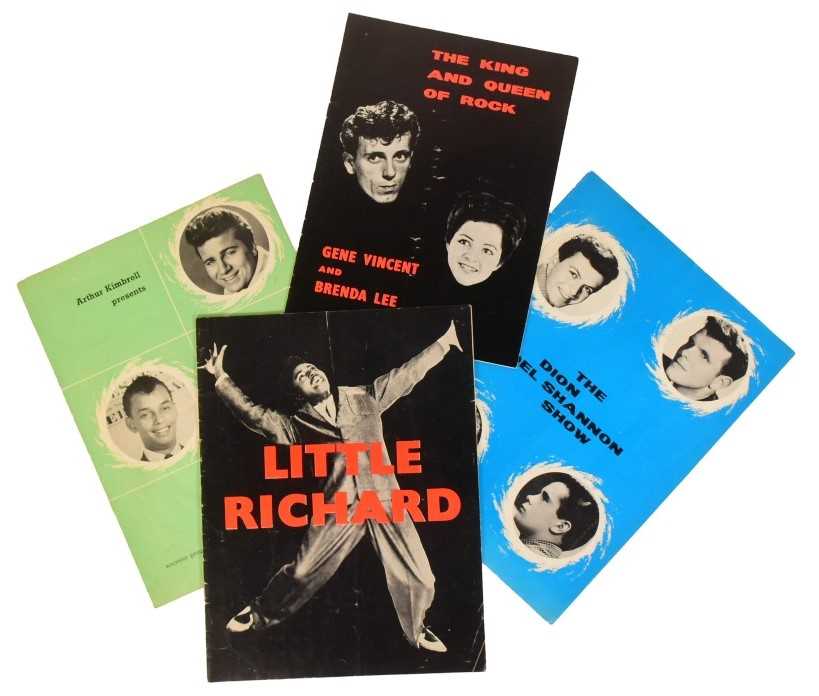 THE KING
AND QUEEN
OF ROCK
GENE VINCENT
AND
BRENDA LEE
Arthur Kimbrell
presents
souvenir
THE
DION
DEL SHANNON
SHOW
LITTLE
RICHARD